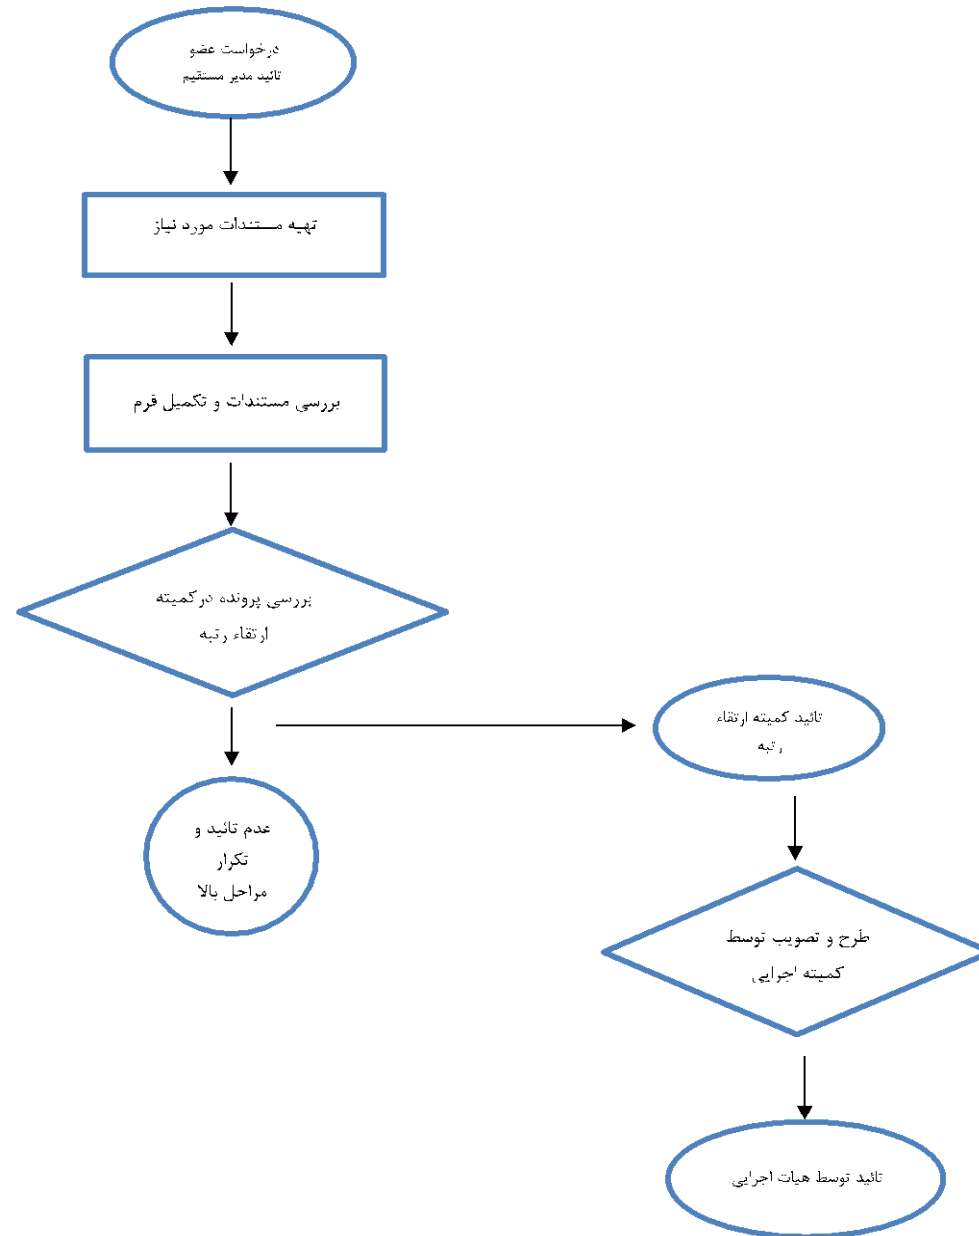 درخواست عضو
تائید مدیر مستقیم
تهیه مستندات مورد نیاز
بررسی مستندات و تکمیل فرم
بررسی پرونده درکمیته
ارتقاء رتبه
تائید کمیته ارتقاء
رتبه
عدم تائید و
تکرار
مراحل بالا
طرح و تصویب توسط
کمیته اجرایی
تائید توسط هیات اجرایی